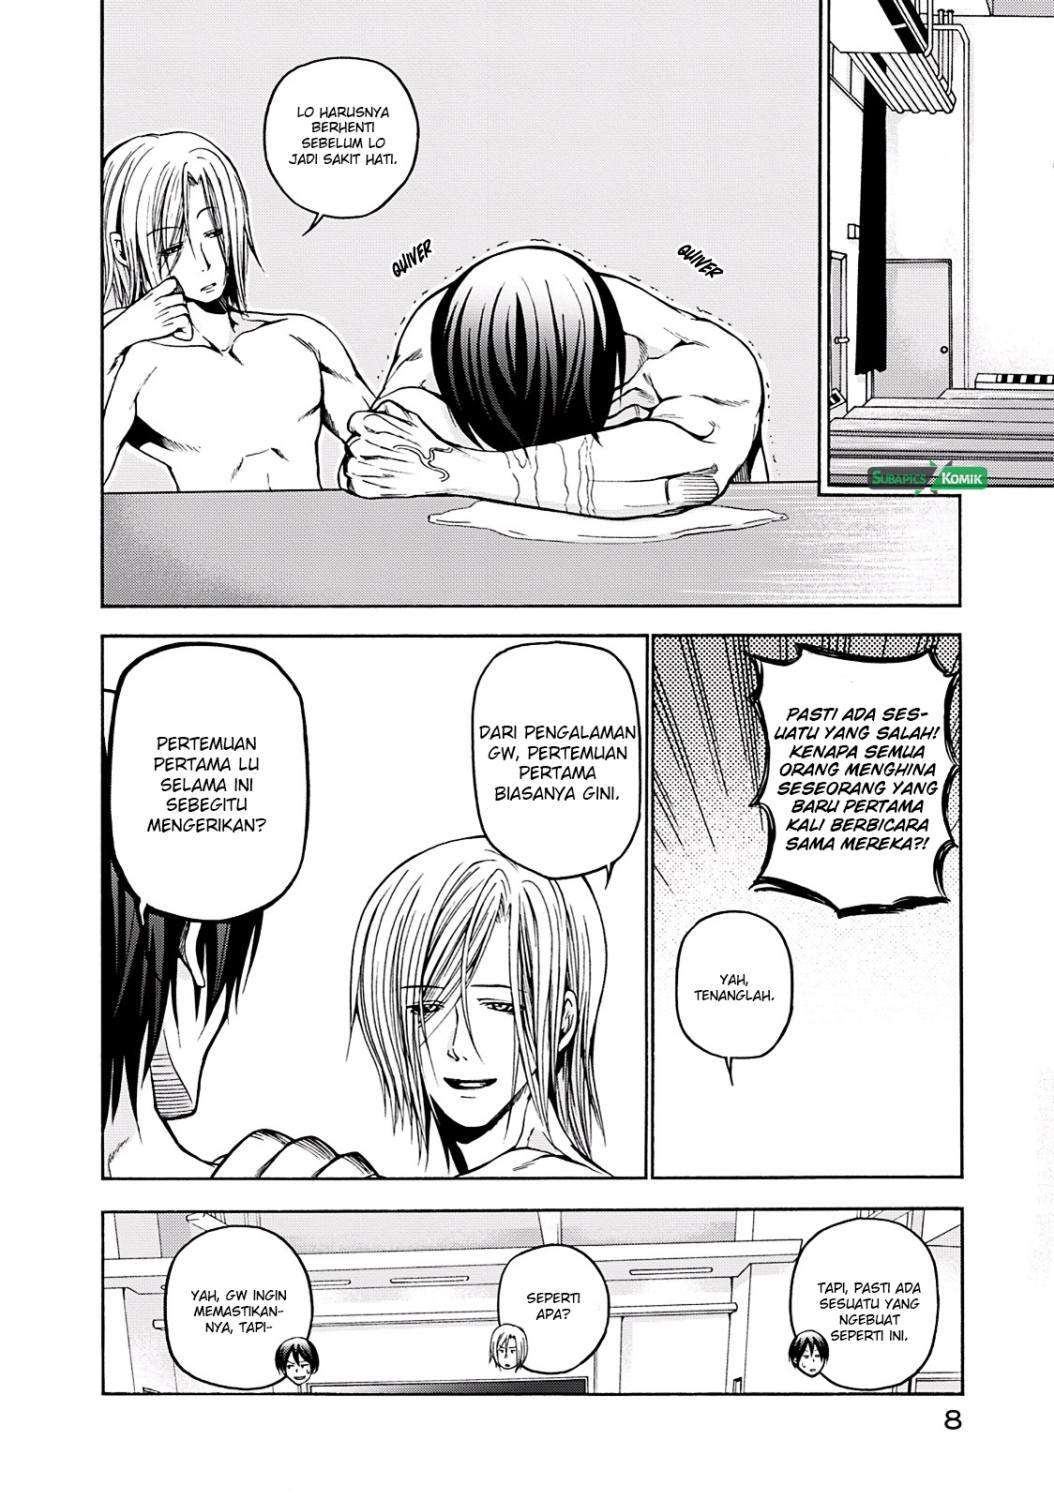 LO HARUSNYA
BERHENTI
SEBELUM LO
JADI SAKIT HATI.
QUIVER
QUIVER
SUBAPICS KOMIK
PASTI ADA SES-
UATU YANG SALAH!
KENAPA SEMUA
ORANG MENGHINA
SESEORANG YANG
BARU PERTAMA
KALI BERBICARA
SAMA MEREKA?!
YAH,
TENANGLAH.
DARI PENGALAMAN
GW, PERTEMUAN
PERTAMA
BIASANYA GINI.
PERTEMUAN
PERTAMA LU
SELAMA INI
SEBEGITU
MENGERIKAN?
TAPI, PASTI ADA
SESUATU YANG
NGEBUAT
SEPERTI INI.
SEPERTI
APA?
YAH, GW INGIN
MEMASTIKAN-
NYA, TAPI-
8